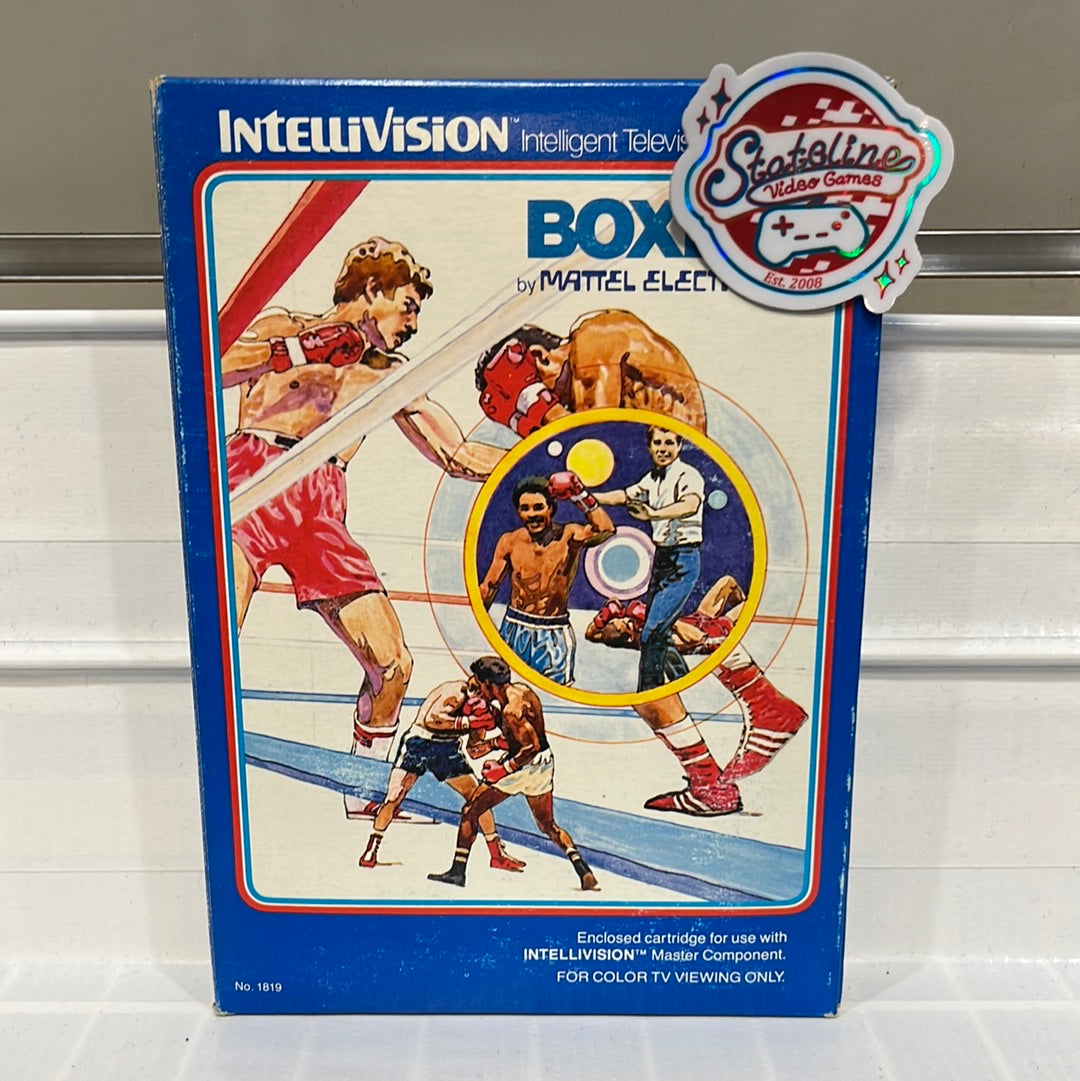 INTELLIVISION™ Intelligent Televis
BOX
by MATTEL ELECT
Stateline
Video Games
Est. 2008
Enclosed cartridge for use with
INTELLIVISION™ Master Component.
FOR COLOR TV VIEWING ONLY.
No. 1819